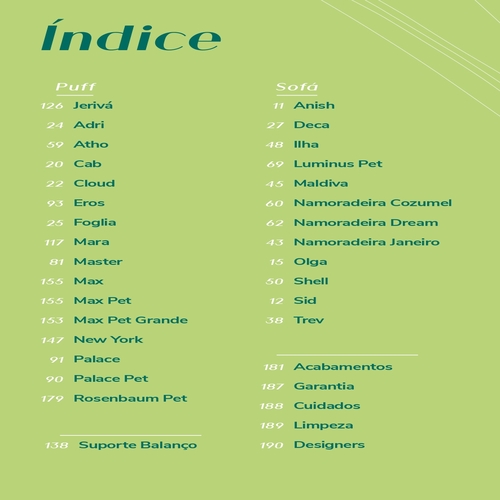 Índice
Puff
126 Jerivá
24 Adri
59 Atho
20 Cab
22 Cloud
93 Eros
25 Foglia
117 Mara
81 Master
155 Max
155 Max Pet
153 Max Pet Grande
147 New York
91 Palace
90 Palace Pet
179 Rosenbaum Pet
138 Suporte Balanço
Sofá
11 Anish
27 Deca
48 Ilha
69 Luminus Pet
45 Maldiva
60 Namoradeira Cozumel
62 Namoradeira Dream
43 Namoradeira Janeiro
15 Olga
50 Shell
12 Sid
38 Trev
181 Acabamentos
187 Garantia
188 Cuidados
189 Limpeza
190 Designers